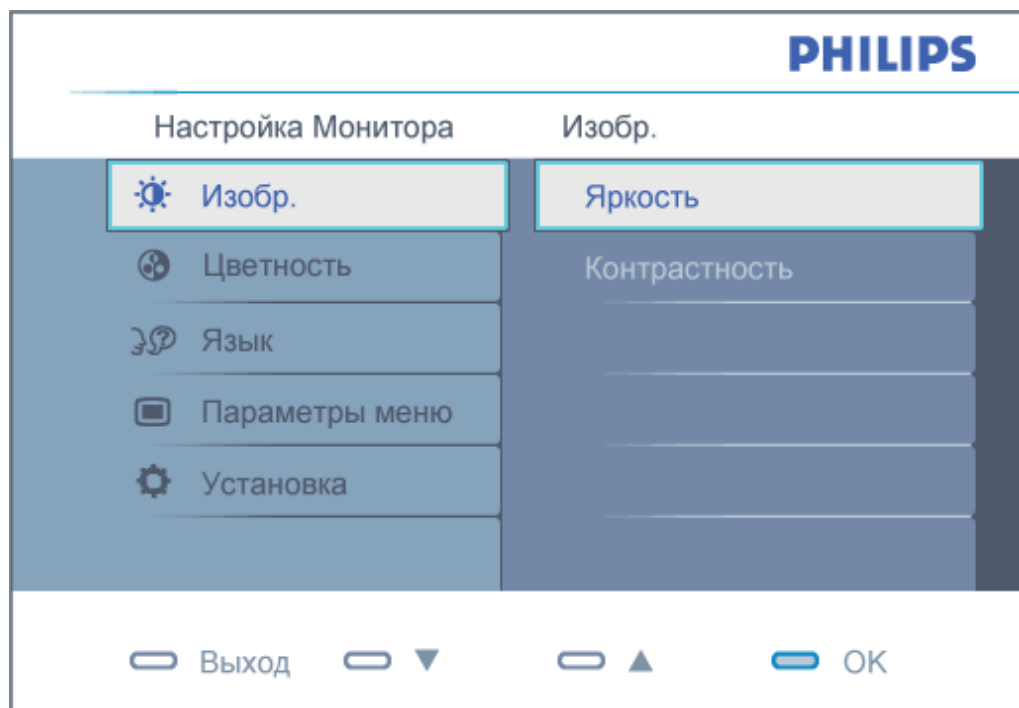 PHILIPS
Настройка Монитора Изобр.
Изобр. Яркость
Цветность Контрастность
Язык
Параметры меню
Установка
Выход ▼ ▲ OK